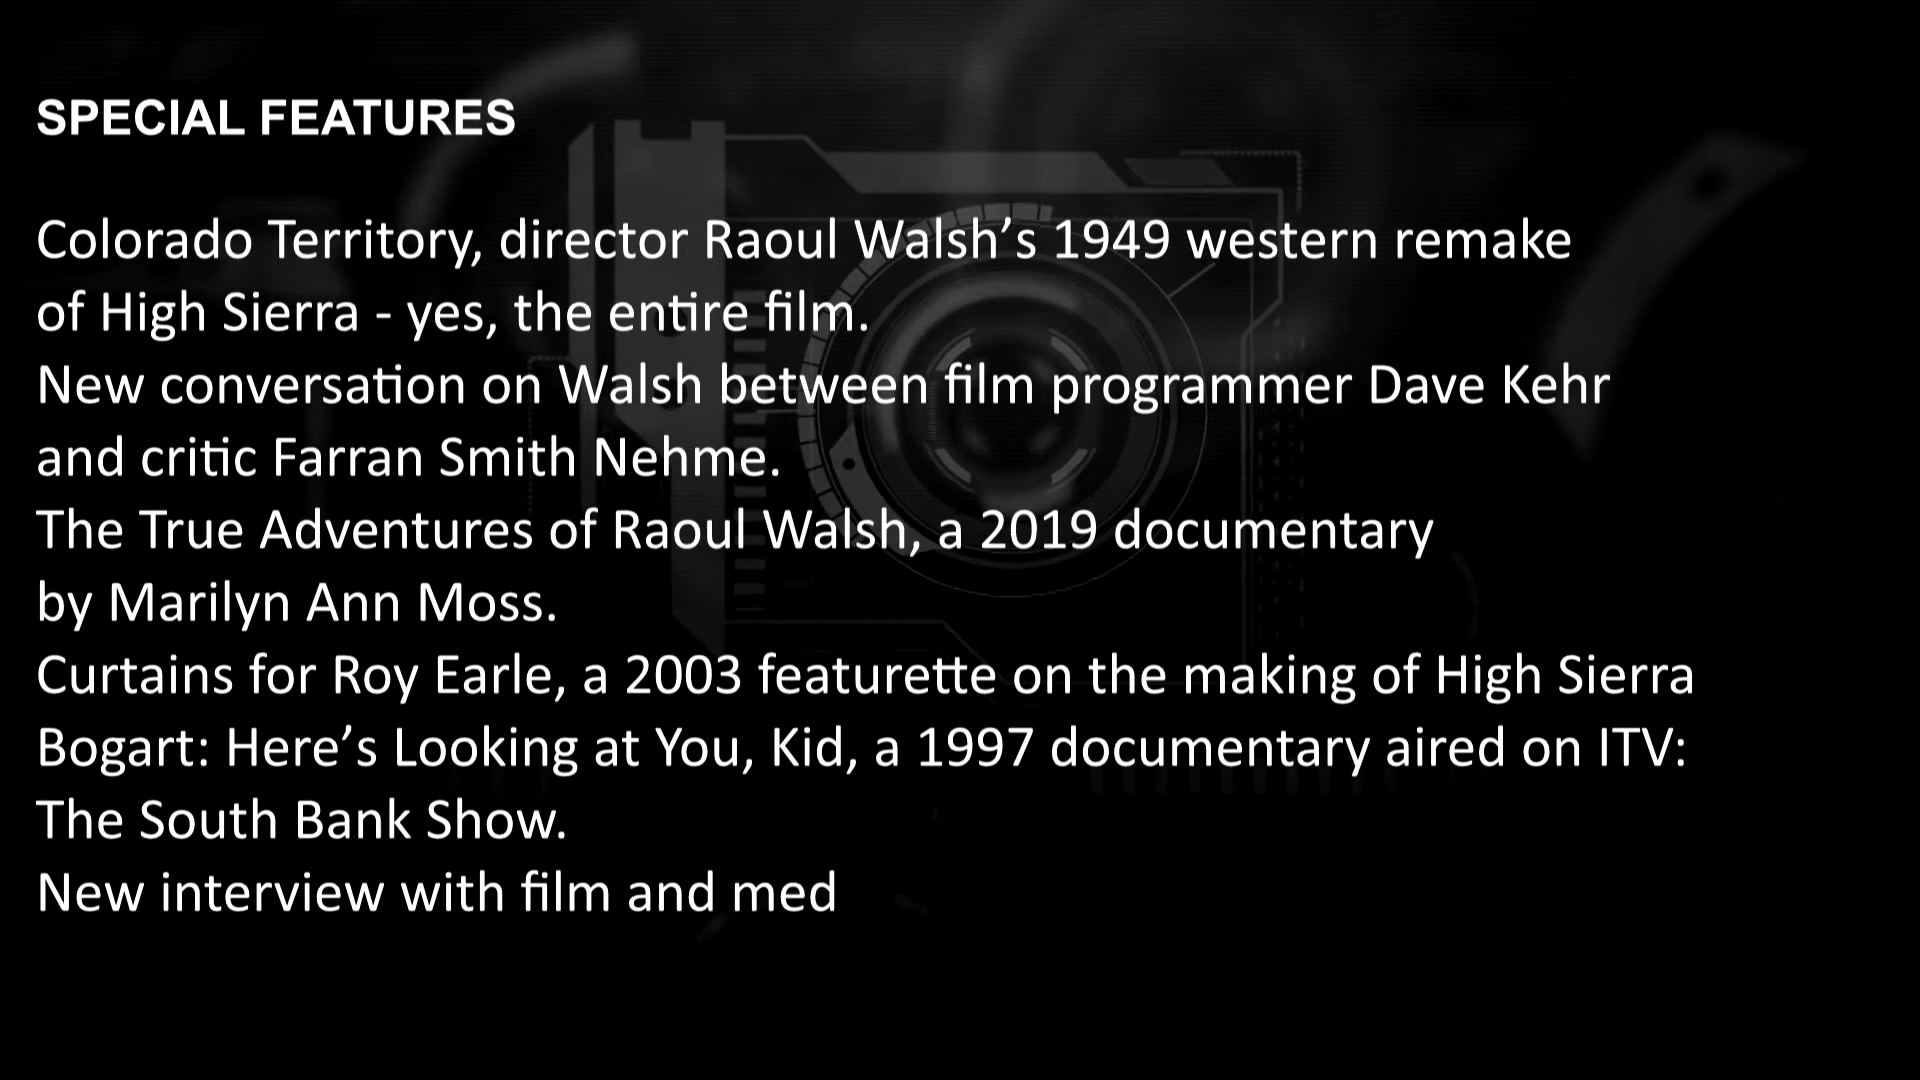 SPECIAL FEATURES
Colorado Territory, director Raoul Walsh’s 1949 western remake
of High Sierra - yes, the entire film.
New conversation on Walsh between film programmer Dave Kehr
and critic Farran Smith Nehme.
The True Adventures of Raoul Walsh, a 2019 documentary
by Marilyn Ann Moss.
Curtains for Roy Earle, a 2003 featurette on the making of High Sierra
Bogart: Here’s Looking at You, Kid, a 1997 documentary aired on ITV:
The South Bank Show.
New interview with film and med